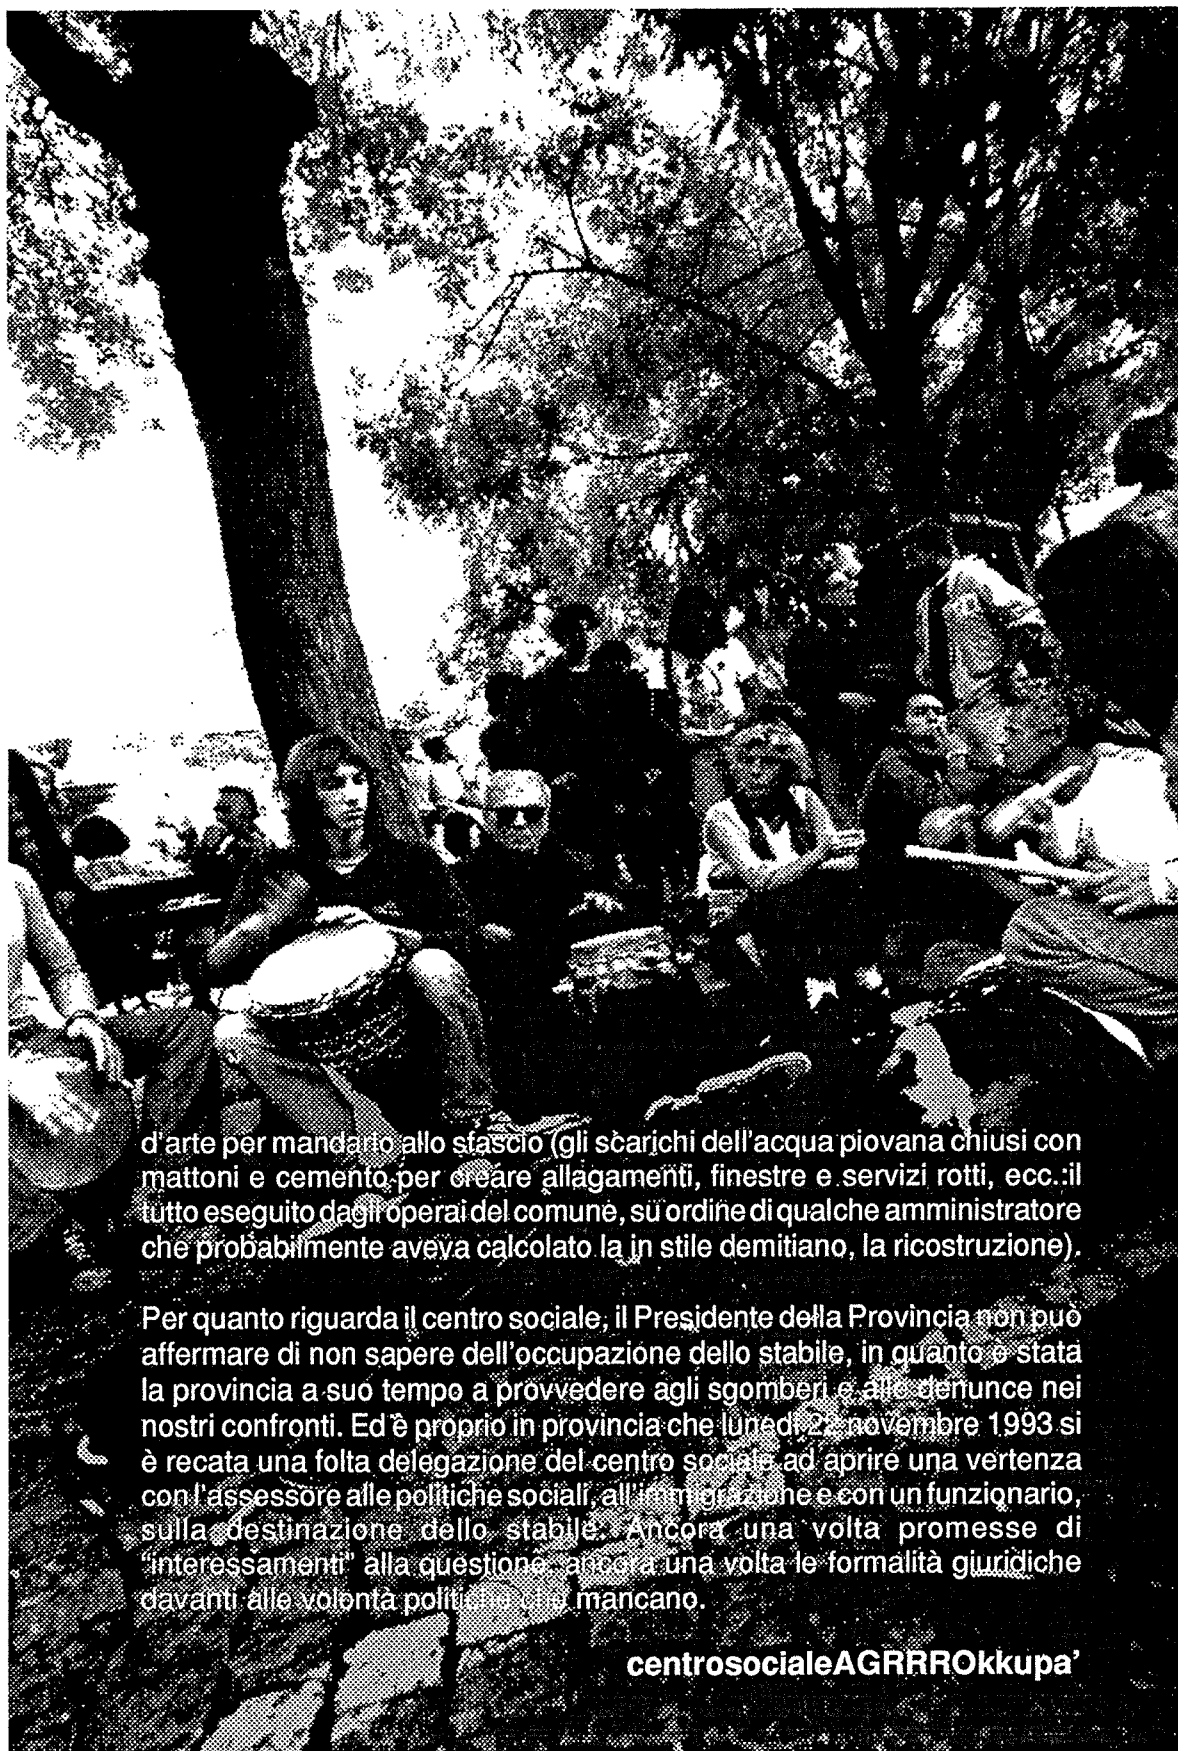 d'arte per mandarlo allo sfascio (gli scarichi dell'acqua piovana chiusi con
mattoni e cemento per creare allagamenti, finestre e servizi rotti, ecc.:il
tutto eseguito dagli operai del comune, su ordine di qualche amministratore
che probabilmente aveva calcolato la in stile demitiano, la ricostruzione).
Per quanto riguarda il centro sociale, il Presidente della Provincia non può
affermare di non sapere dell'occupazione dello stabile, in quanto è stata
la provincia a suo tempo a provvedere agli sgomberi e alle denunce nei
nostri confronti. Ed è proprio in provincia che lunedì 22 novembre 1993 si
è recata una folta delegazione del centro sociale ad aprire una vertenza
con l'assessore alle politiche sociali, all'immigrazione e con un funzionario,
sulla destinazione dello stabile. Ancora una volta promesse di
"interessamenti" alla questione, ancora una volta le formalità giuridiche
davanti alle volontà politiche che mancano.
centrosocialeAGRRROkkupa'